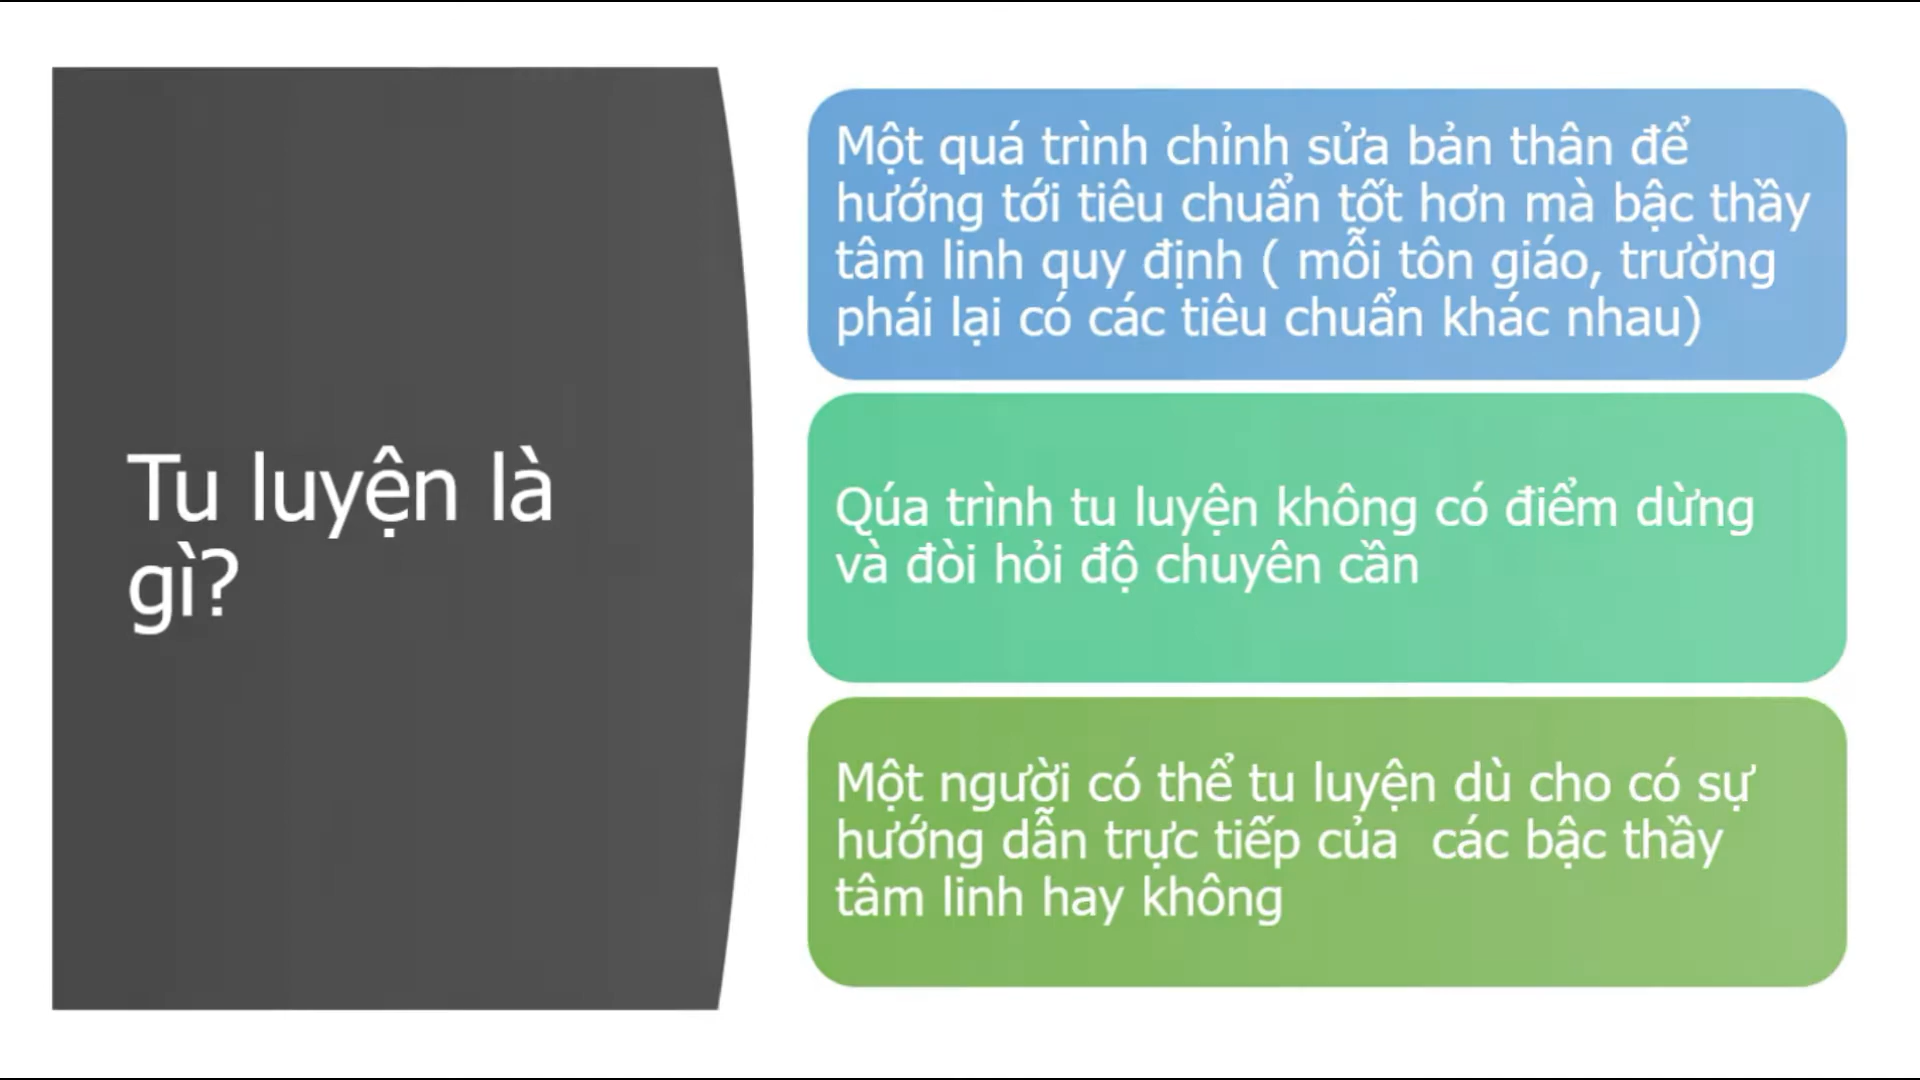 Tu luyện là
gì?
Một quá trình chỉnh sửa bản thân để
hướng tới tiêu chuẩn tốt hơn mà bậc thầy
tâm linh quy định ( mỗi tôn giáo, trường
phái lại có các tiêu chuẩn khác nhau)
Qúa trình tu luyện không có điểm dừng
và đòi hỏi độ chuyên cần
Một người có thể tu luyện dù cho có sự
hướng dẫn trực tiếp của  các bậc thầy
tâm linh hay không